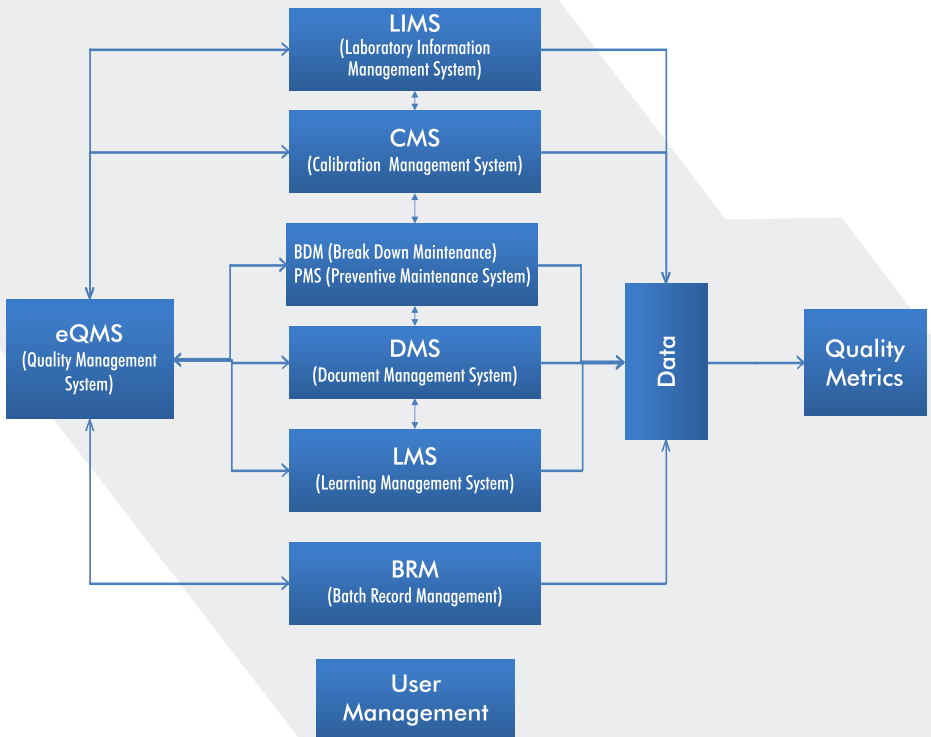 LIMS
(Laboratory Information
Management System)
CMS
(Calibration Management System)
BDM (Break Down Maintenance)
PMS (Preventive Maintenance System)
eQMS
(Quality Management
System)
DMS
(Document Management System)
Data
Quality
Metrics
LMS
(Learning Management System)
BRM
(Batch Record Management)
User
Management